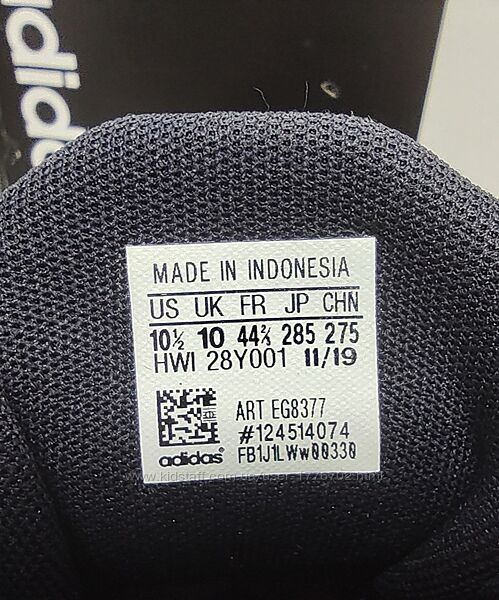 adidas
MADE IN INDONESIA
US UK FR JP CHN
10½ 10 44⅔ 285 275
HWI 28Y001 11/19
ART EG8377
#124514074
adidas FB1J1LWw00330